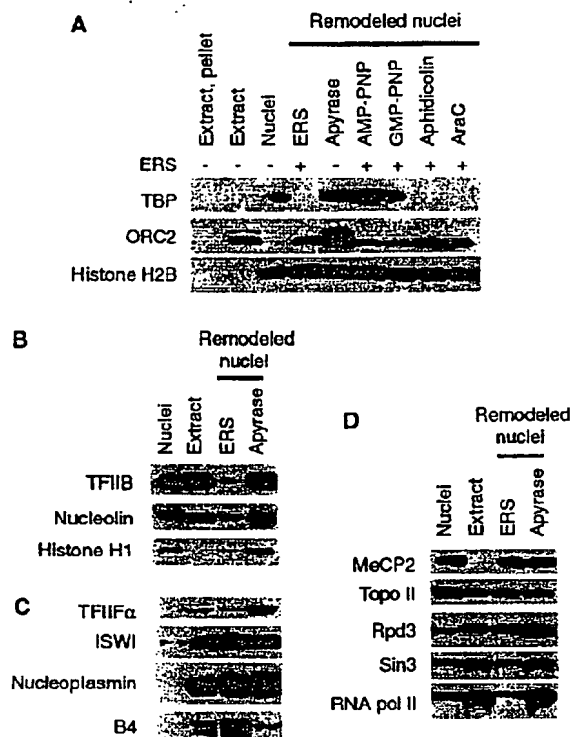 A
Remodeled nuclei
Extract, pellet
Extract
Nuclei
ERS
Apyrase
AMP-PNP
GMP-PNP
Aphidicolin
AraC
ERS - - - + - + + + +
TBP
ORC2
Histone H2B
B
Remodeled
nuclei
Nuclei
Extract
ERS
Apyrase
TFIIB
Nucleolin
Histone H1
C
TFIIFα
ISWI
Nucleoplasmin
B4
D
Remodeled
nuclei
Nuclei
Extract
ERS
Apyrase
MeCP2
Topo II
Rpd3
Sin3
RNA pol II